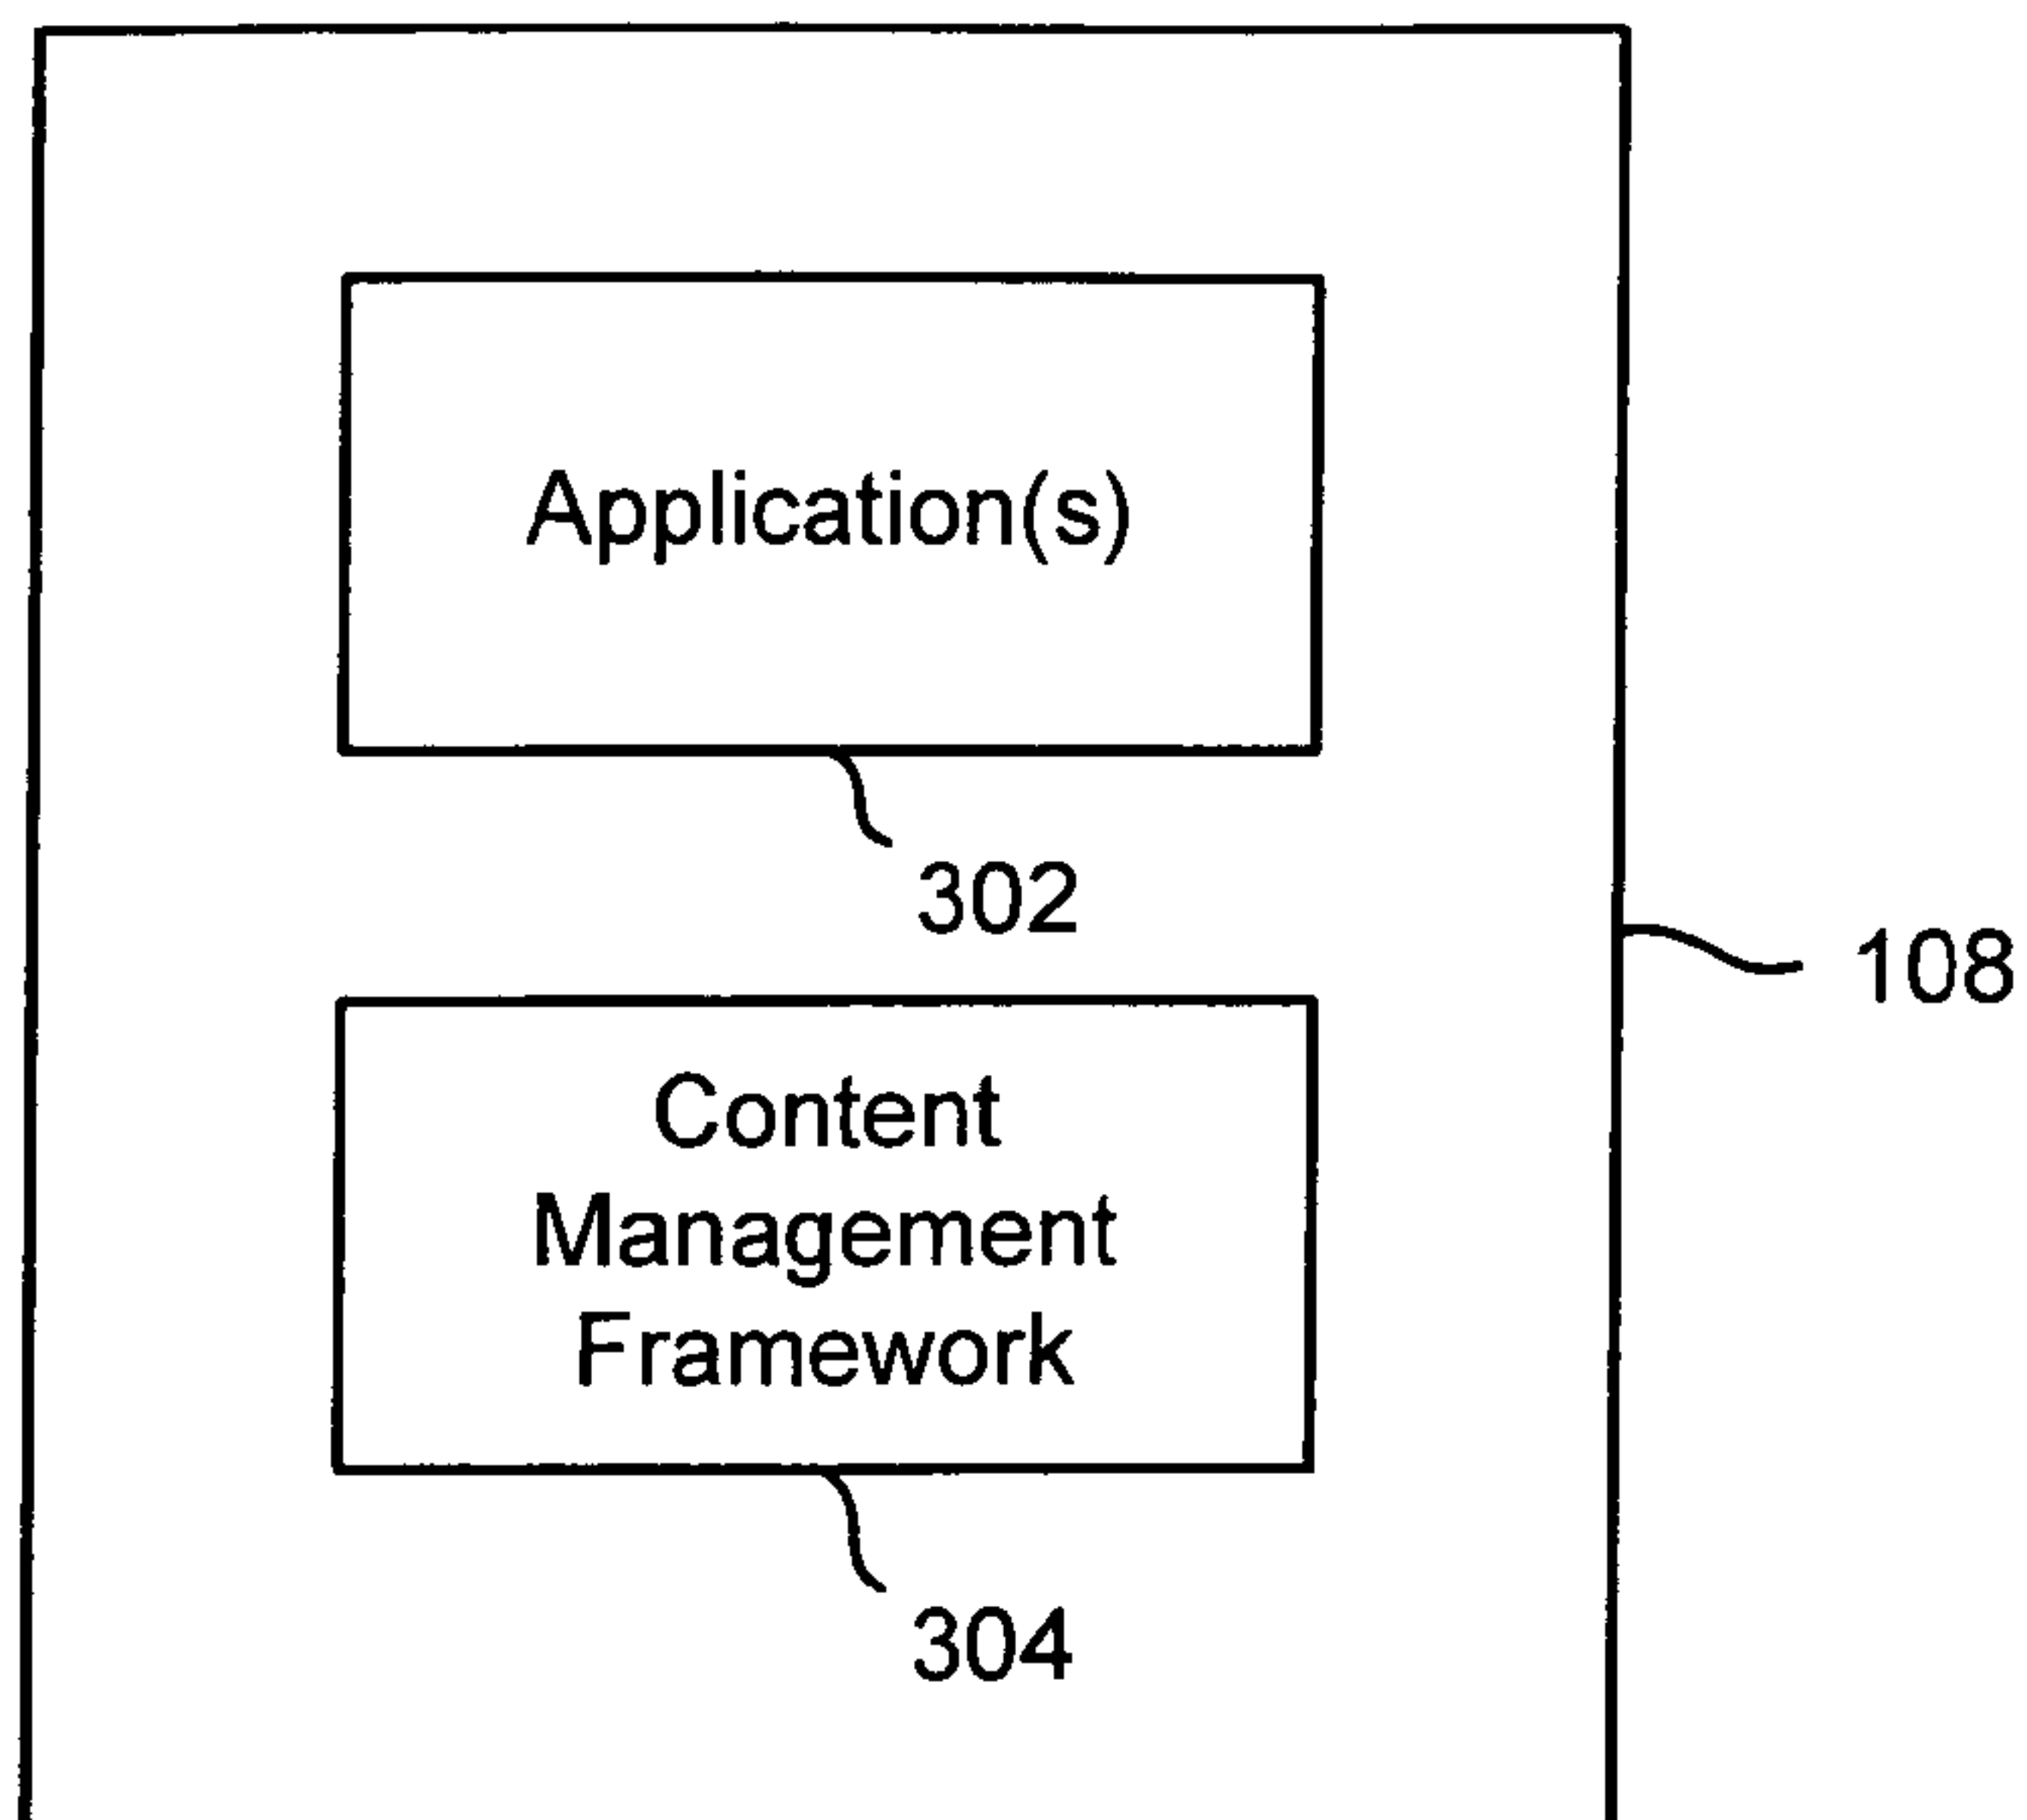 Application(s)
302
108
Content
Management
Framework
304